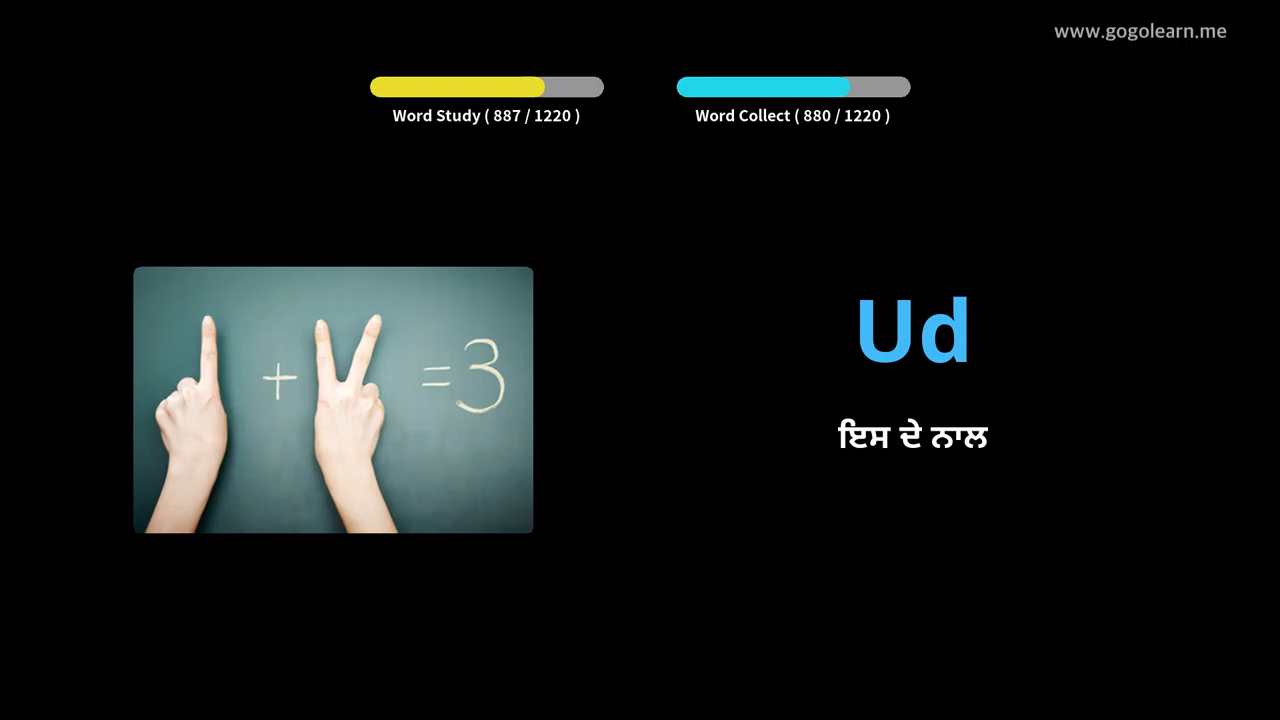 www.gogolearn.me
Word Study ( 887 / 1220 )
Word Collect ( 880 / 1220 )
+ =3
Ud
ਇਸ ਦੇ ਨਾਲ